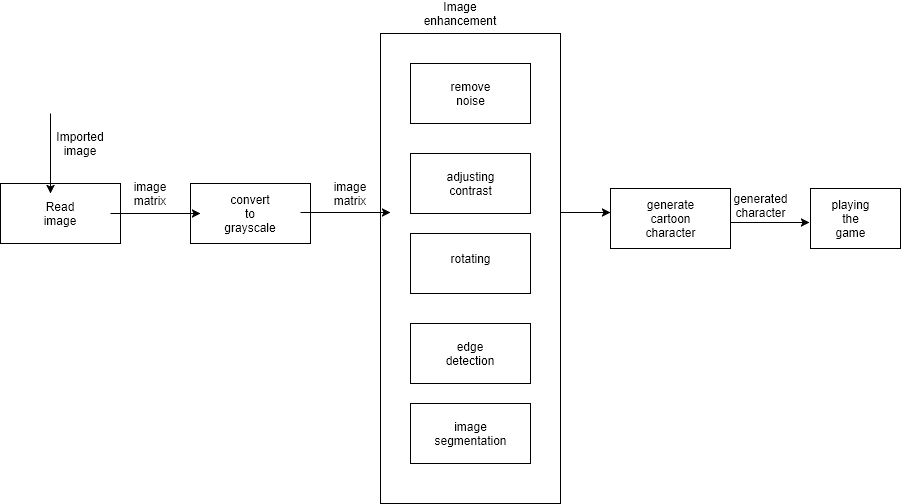 Image
enhancement
remove
noise
Imported
image
image
matrix
image
matrix
adjusting
contrast
Read
image
convert
to
grayscale
generate
cartoon
character
generated
character
playing
the
game
rotating
edge
detection
image
segmentation